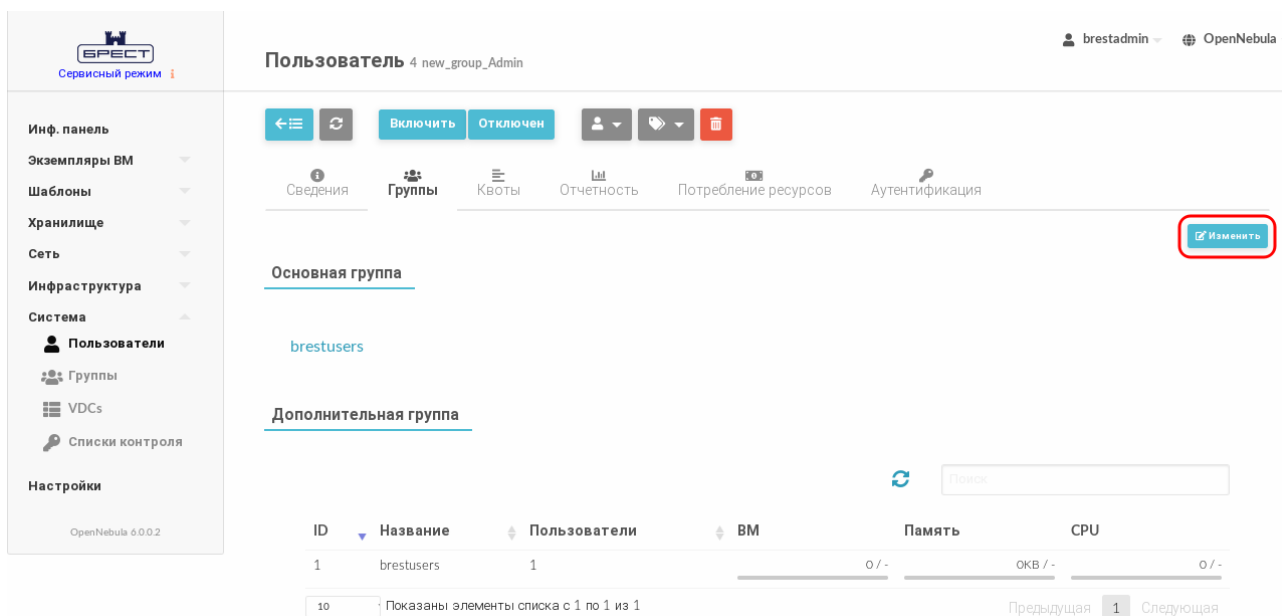 БРЕСТ
Сервисный режим
brestadmin
OpenNebula
Пользователь 4 new_group_Admin
Включить Отключен
Сведения Группы Квоты Отчетность Потребление ресурсов Аутентификация
Изменить
Инф. панель
Экземпляры ВМ
Шаблоны
Хранилище
Сеть
Инфраструктура
Система
Пользователи
Группы
VDCs
Списки контроля
Настройки
OpenNebula 6.0.0.2
Основная группа
brestusers
Дополнительная группа
Поиск
ID Название Пользователи ВМ Память CPU
1 brestusers 1 0 / - 0KB / - 0 / -
10 Показаны элементы списка с 1 по 1 из 1 Предыдущая 1 Следующая